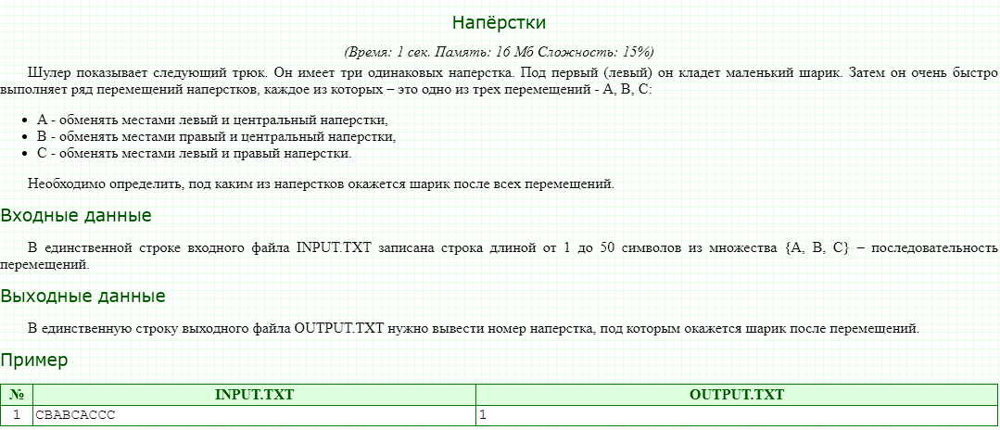 Напёрстки
(Время: 1 сек. Память: 16 Мб Сложность: 15%)
Шулер показывает следующий трюк. Он имеет три одинаковых наперстка. Под первый (левый) он кладет маленький шарик. Затем он очень быстро
выполняет ряд перемещений наперстков, каждое из которых – это одно из трех перемещений - A, B, C:
A - обменять местами левый и центральный наперстки,
B - обменять местами правый и центральный наперстки,
C - обменять местами левый и правый наперстки.
Необходимо определить, под каким из наперстков окажется шарик после всех перемещений.
Входные данные
В единственной строке входного файла INPUT.TXT записана строка длиной от 1 до 50 символов из множества {A, B, C} – последовательность
перемещений.
Выходные данные
В единственную строку выходного файла OUTPUT.TXT нужно вывести номер наперстка, под которым окажется шарик после перемещений.
Пример
№ INPUT.TXT OUTPUT.TXT
1 CBABCACCC 1